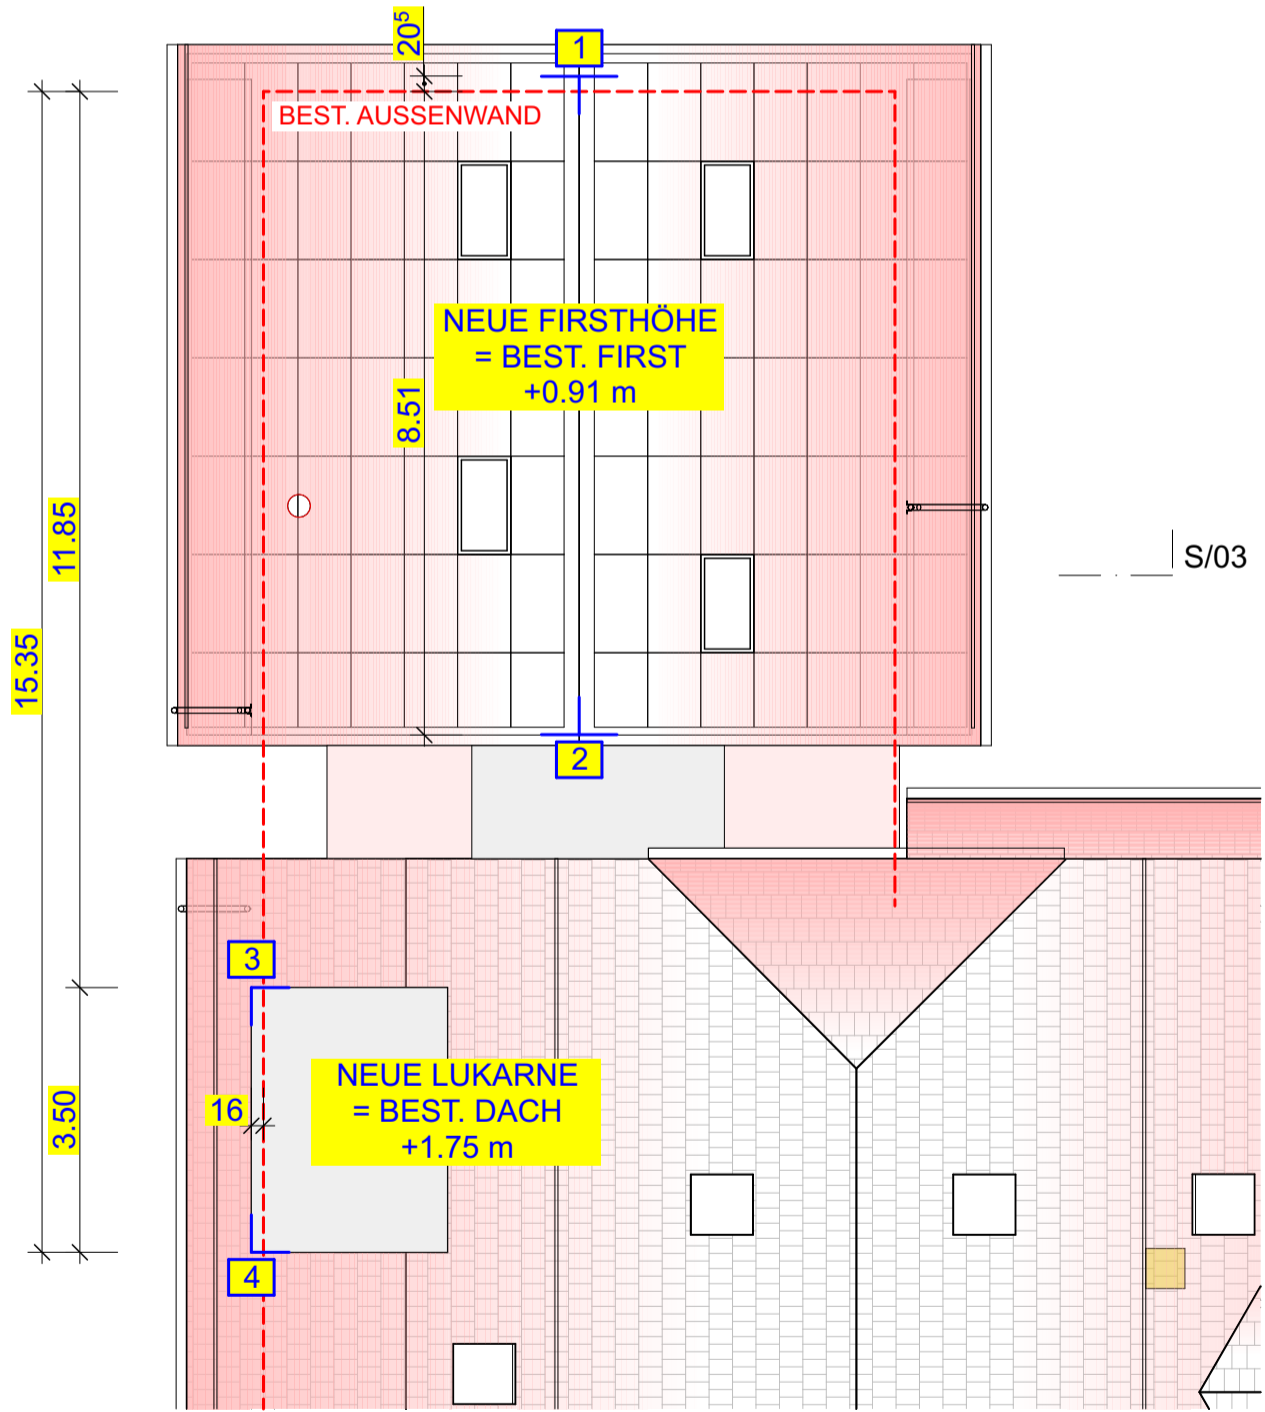 20⁵
1
BEST. AUSSENWAND
NEUE FIRSTHÖHE
= BEST. FIRST
+0.91 m
8.51
11.85
15.35
S/03
2
3
NEUE LUKARNE
= BEST. DACH
+1.75 m
16
3.50
4